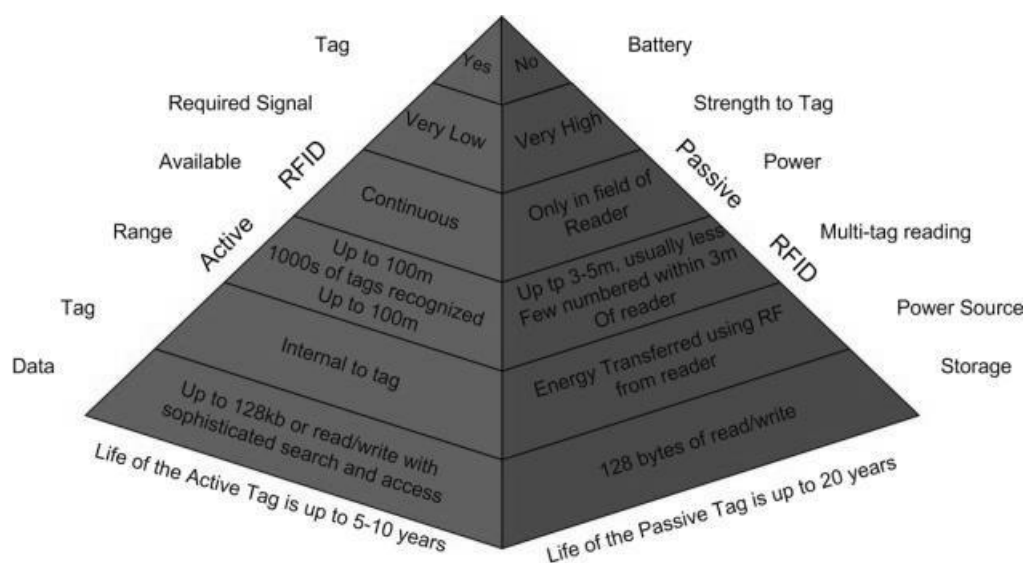 Tag
Battery
Yes
No
Required Signal
Strength to Tag
Very Low
Very High
Available
Power
RFID
Passive
Continuous
Only in field of
Reader
Range
Multi-tag reading
Active
RFID
Up to 100m
1000s of tags recognized
Up to 100m
Up tp 3-5m, usually less
Few numbered within 3m
Of reader
Tag
Power Source
Internal to tag
Energy Transferred using RF
from reader
Data
Storage
Up to 128kb or read/write with
sophisticated search and access
128 bytes of read/write
Life of the Active Tag is up to 5-10 years
Life of the Passive Tag is up to 20 years